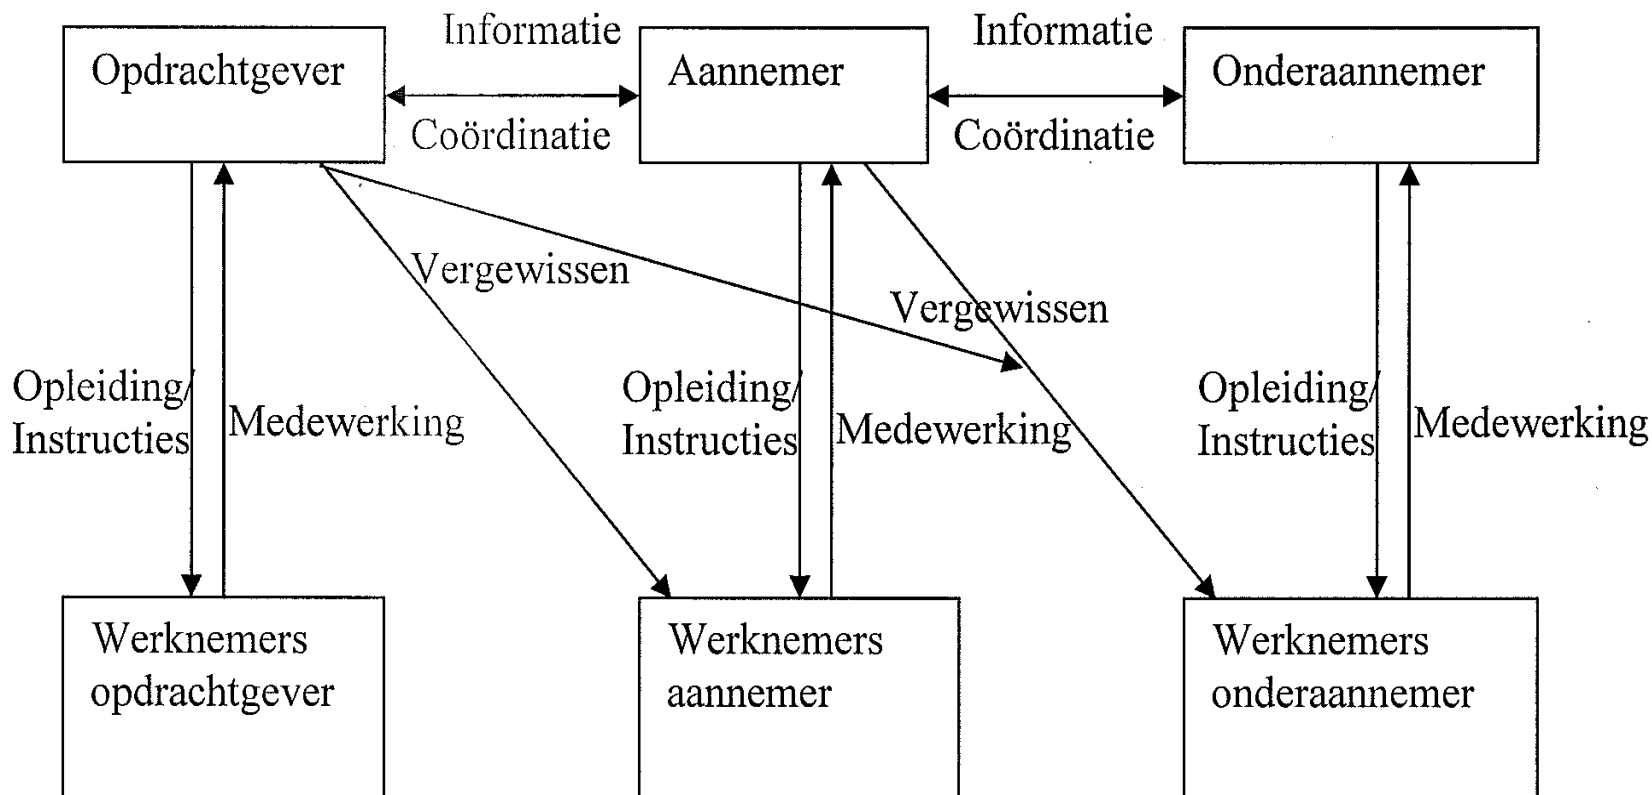 Informatie
Informatie
Opdrachtgever
Aannemer
Onderaannemer
Coördinatie
Coördinatie
Vergewissen
Vergewissen
Opleiding/
Instructies
Medewerking
Opleiding/
Instructies
Medewerking
Opleiding/
Instructies
Medewerking
Werknemers
opdrachtgever
Werknemers
aannemer
Werknemers
onderaannemer